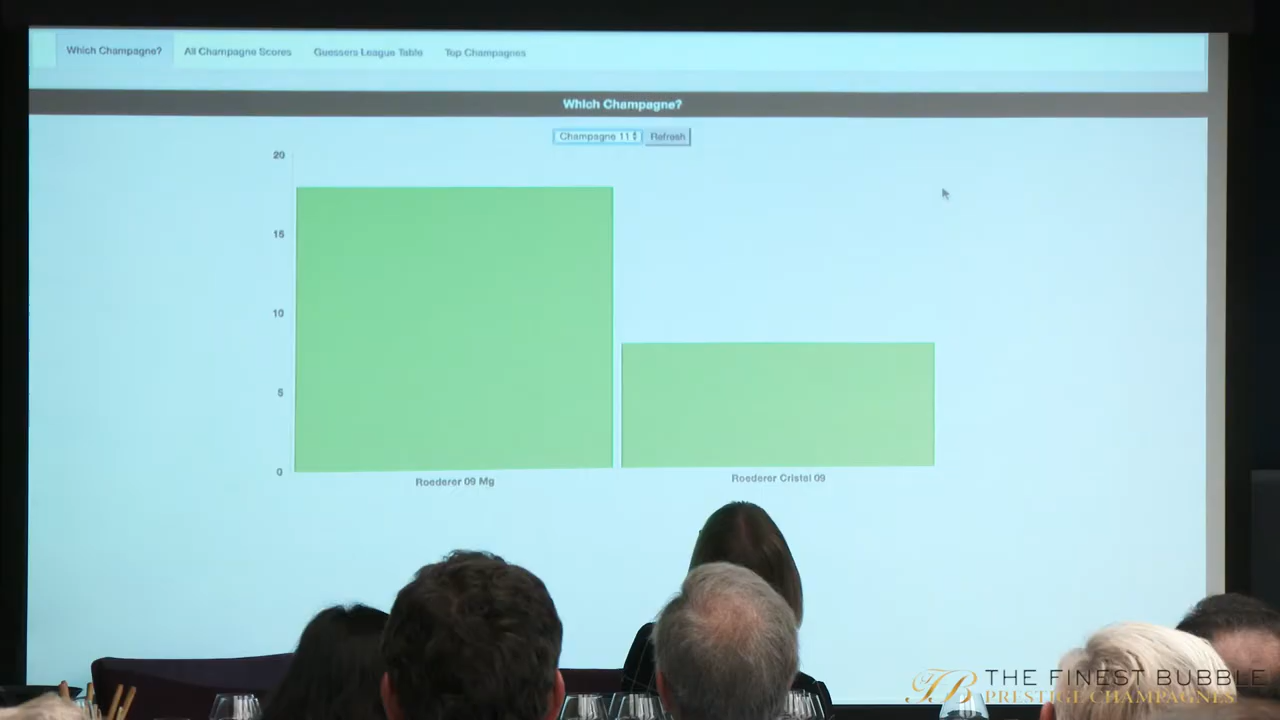 Which Champagne? All Champagne Scores Guessers League Table Top Champagnes
Which Champagne?
Champagne 11 Refresh
20
15
10
5
0
Roederer 09 Mg Roederer Cristal 09
TB THE FINEST BUBBLE
PRESTIGE CHAMPAGNES